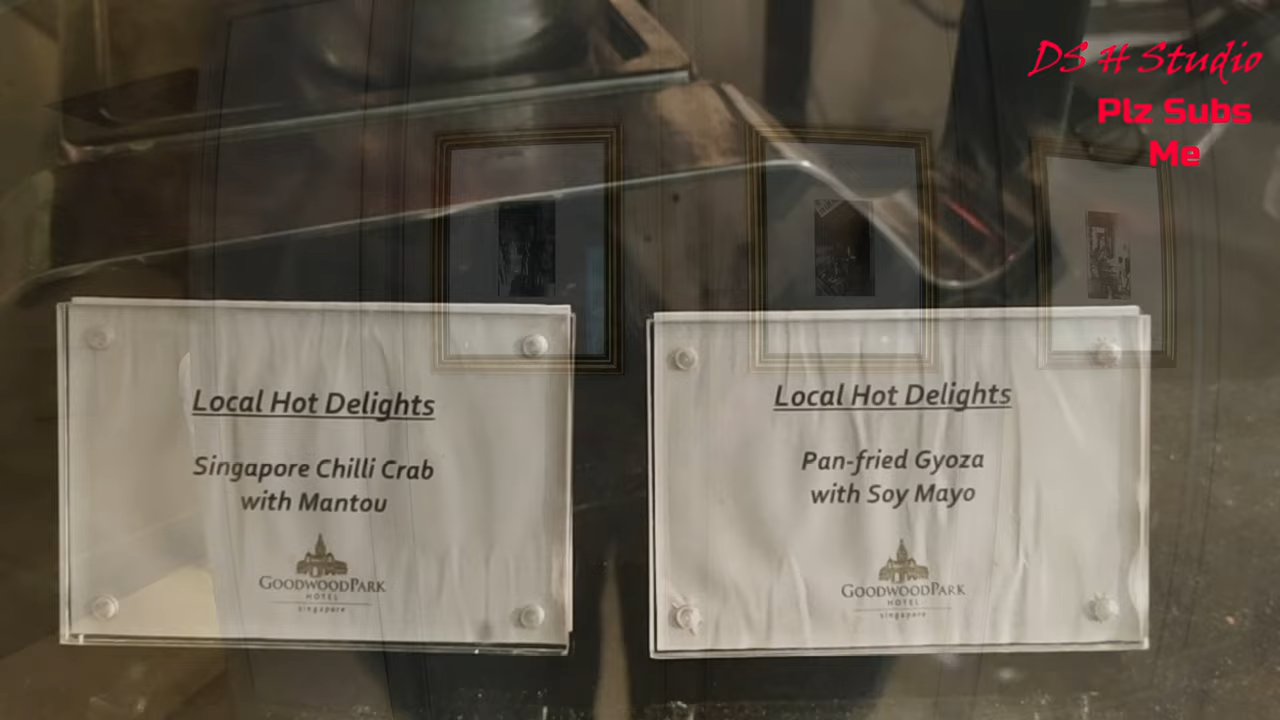 DS H Studio
Plz Subs
Me
Local Hot Delights
Singapore Chilli Crab
with Mantou
GOODWOODPARK
HOTEL
singapore
Local Hot Delights
Pan-fried Gyoza
with Soy Mayo
GOODWOODPARK
HOTEL
singapore